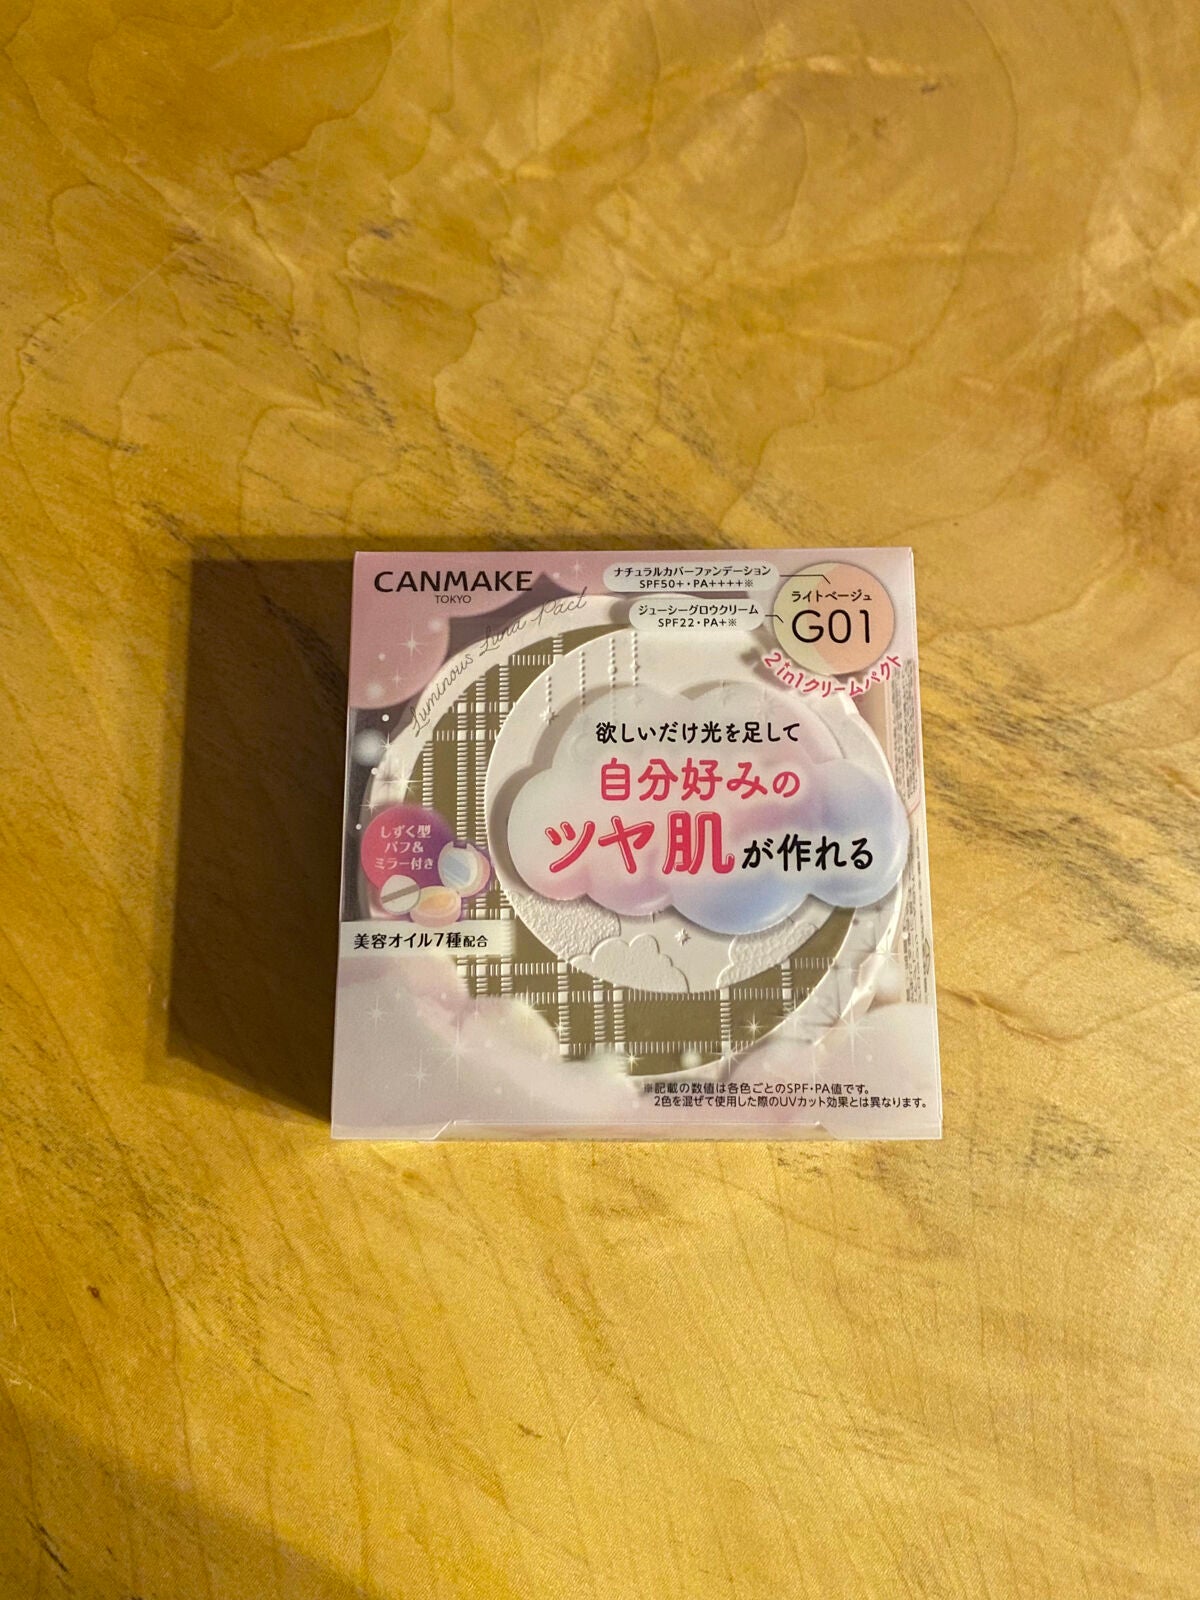 CANMAKE
TOKYO
Luminous Luna Pact
ナチュラルカバーファンデーション
SPF50+・PA++++※
ジューシーグロウクリーム
SPF22・PA+※
ライトベージュ
G01
2in1クリームパクト
欲しいだけ光を足して
自分好みの
ツヤ肌が作れる
しずく型
パフ&
ミラー付き
美容オイル7種配合
※記載の数値は各色ごとのSPF・PA値です。
2色を混ぜて使用した際のUVカット効果とは異なります。